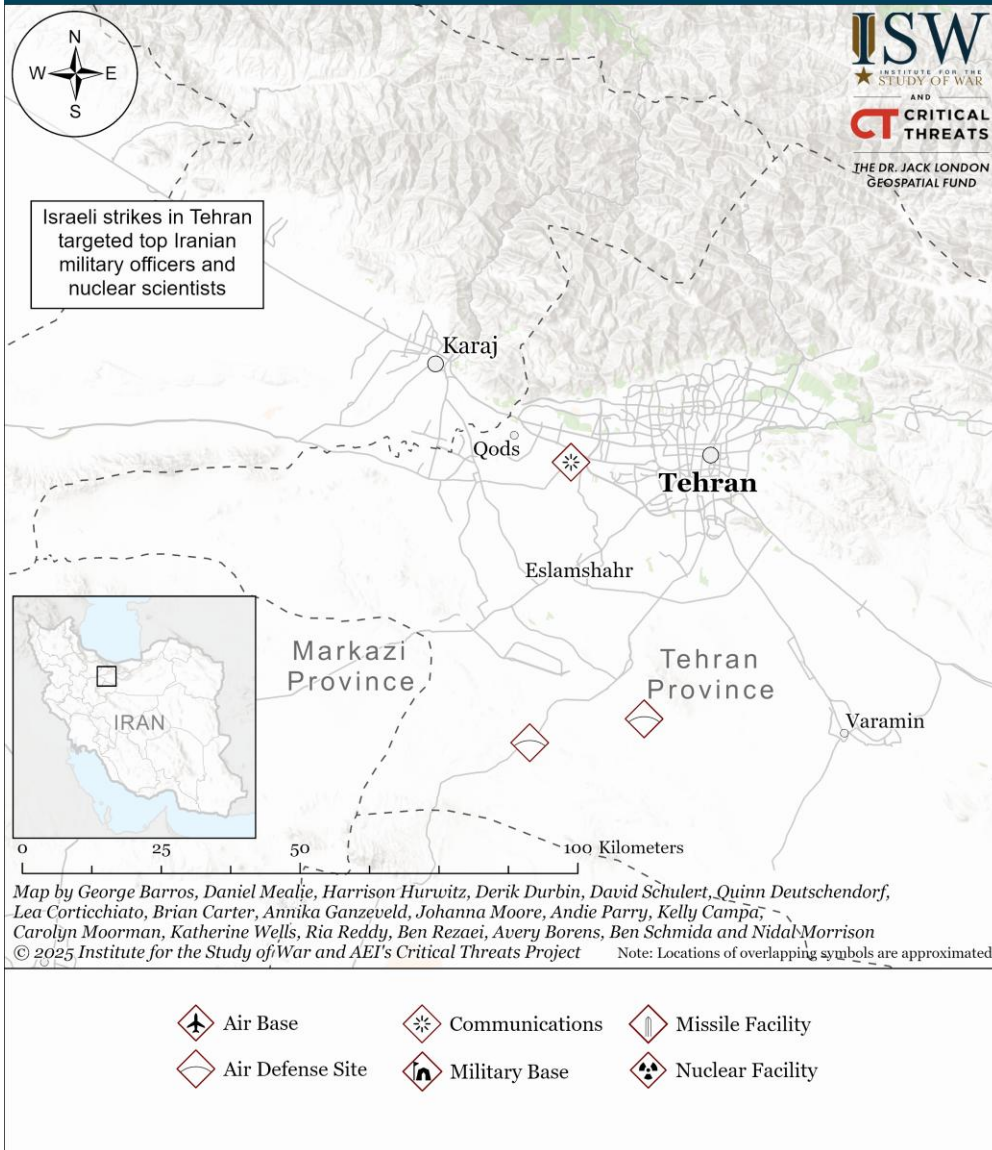 N
W E
S
ISW
INSTITUTE FOR THE
STUDY OF WAR
AND
CT CRITICAL
THREATS
THE DR. JACK LONDON
GEOSPATIAL FUND
Israeli strikes in Tehran
targeted top Iranian
military officers and
nuclear scientists
Karaj
Qods
Tehran
Eslamshahr
Markazi
Province
Tehran
Province
Varamin
IRAN
0 25 50 100 Kilometers
Map by George Barros, Daniel Mealie, Harrison Hurwitz, Derik Durbin, David Schulert, Quinn Deutschendorf,
Lea Corticchiato, Brian Carter, Annika Ganzeveld, Johanna Moore, Andie Parry, Kelly Campa,
Carolyn Moorman, Katherine Wells, Ria Reddy, Ben Rezaei, Avery Borens, Ben Schmida and Nidal Morrison
© 2025 Institute for the Study of War and AEI's Critical Threats Project Note: Locations of overlapping symbols are approximated
Air Base Communications Missile Facility
Air Defense Site Military Base Nuclear Facility